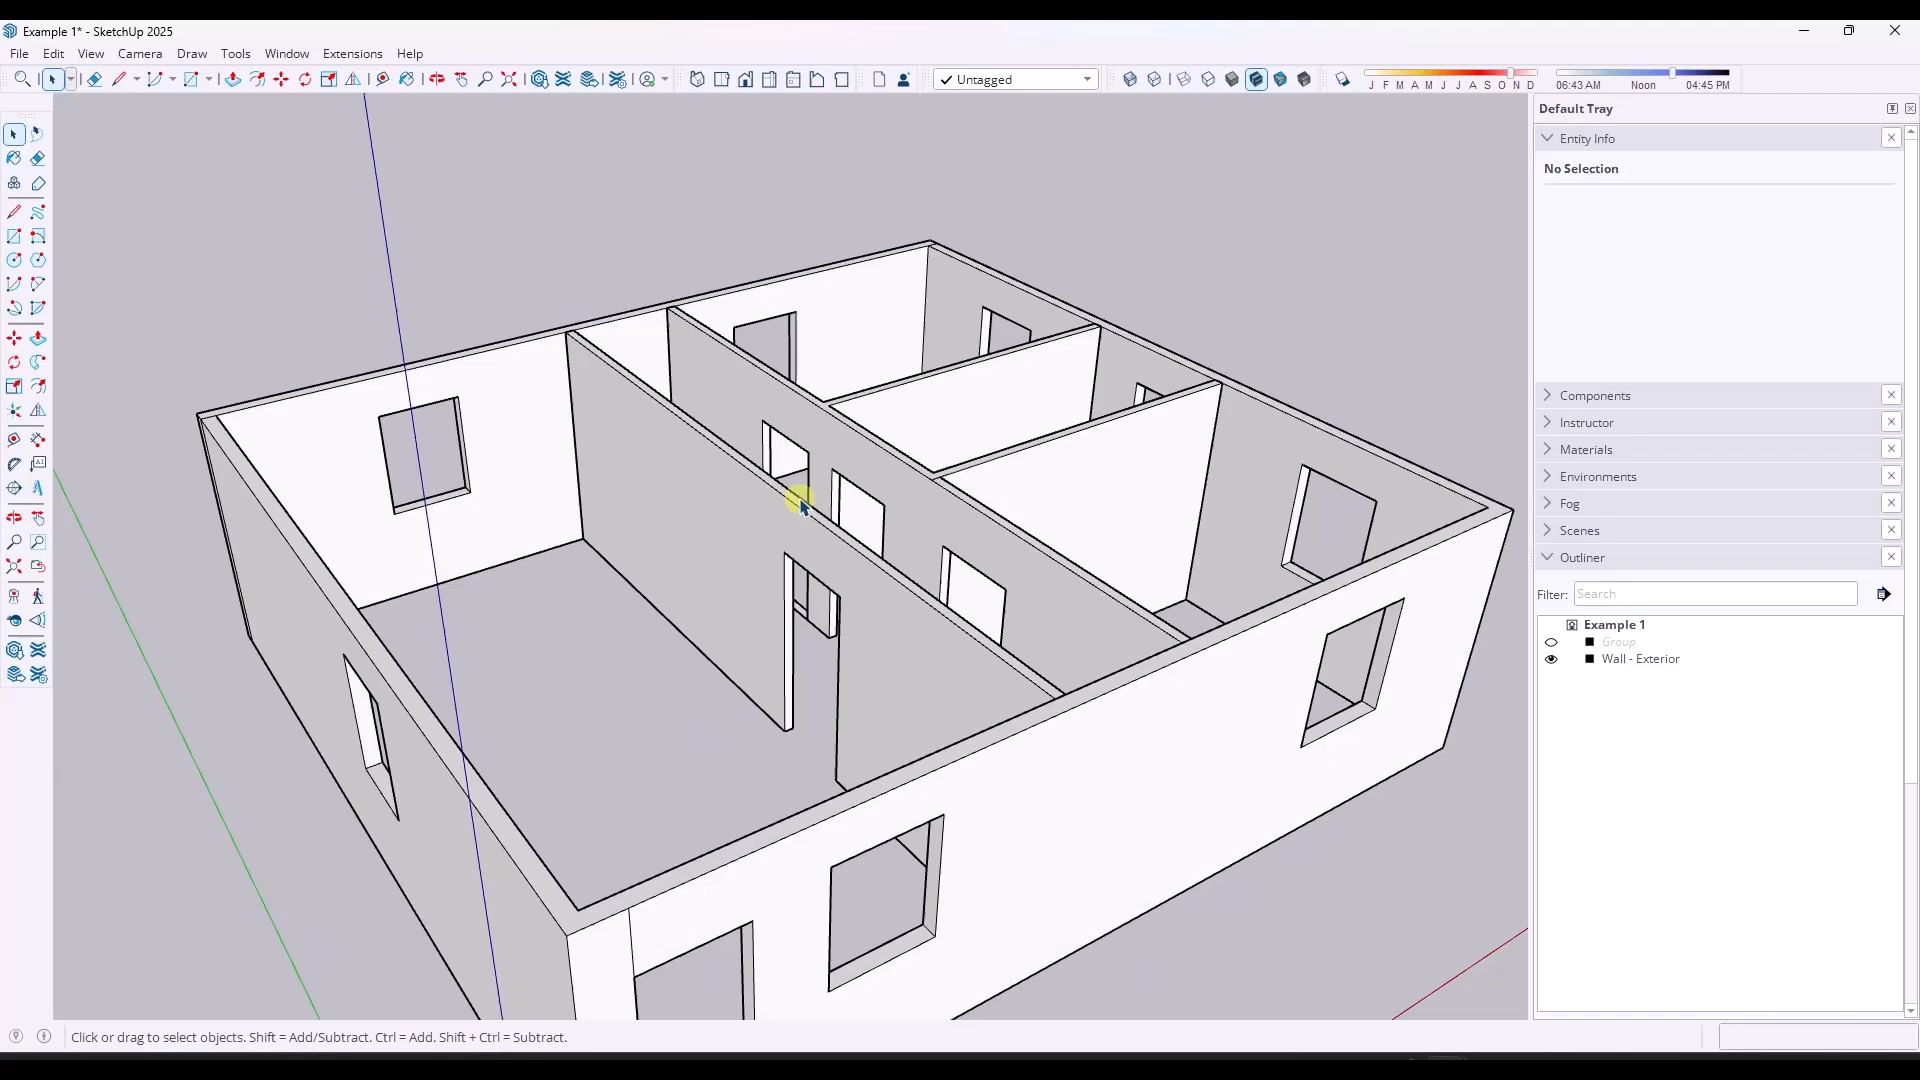 Example 1* - SketchUp 2025
File Edit View Camera Draw Tools Window Extensions Help
Untagged
J F M A M J J A S O N D
06:43 AM Noon 04:45 PM
Default Tray
Entity Info
No Selection
Components
Instructor
Materials
Environments
Fog
Scenes
Outliner
Filter: Search
Example 1
Group
Wall - Exterior
Click or drag to select objects. Shift = Add/Subtract. Ctrl = Add. Shift + Ctrl = Subtract.